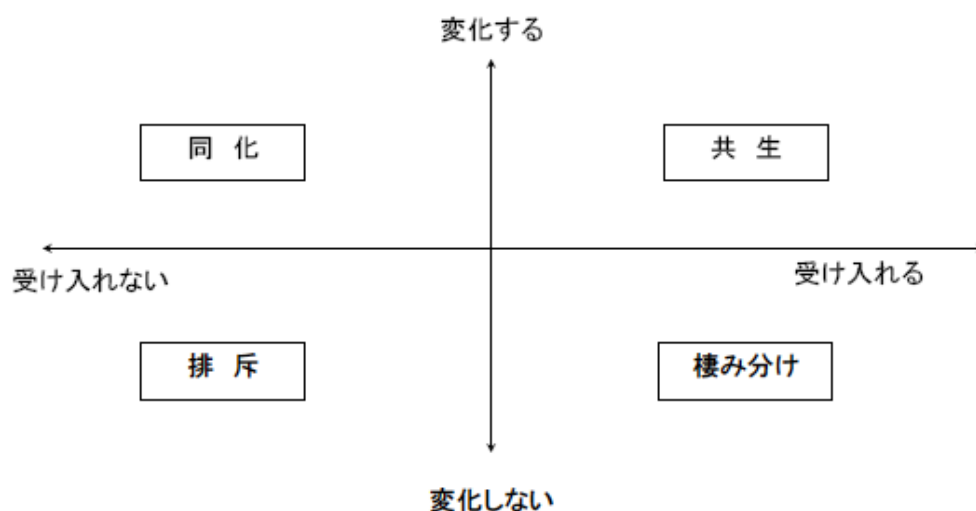 変化する
同 化
共 生
受け入れない
受け入れる
排 斥
棲み分け
変化しない